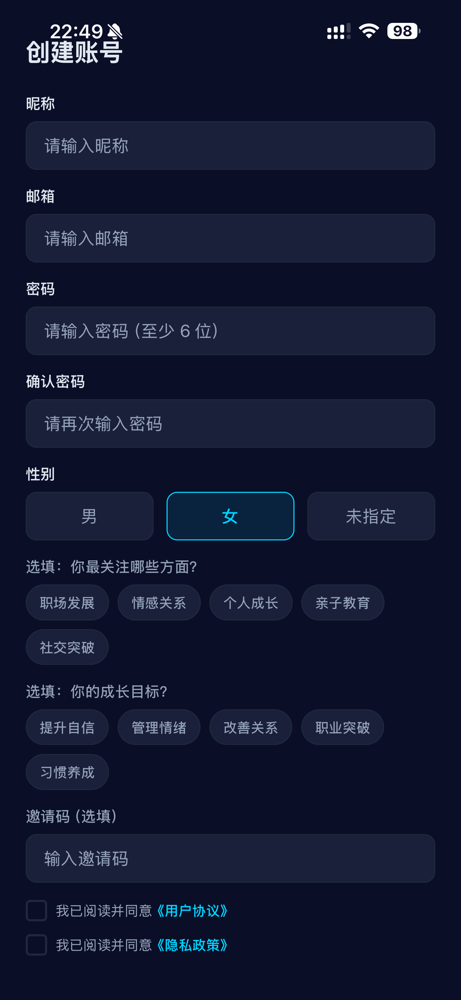 22:49 98
创建账号
昵称
请输入昵称
邮箱
请输入邮箱
密码
请输入密码 (至少 6 位)
确认密码
请再次输入密码
性别
男 女 未指定
选填：你最关注哪些方面?
职场发展 情感关系 个人成长 亲子教育
社交突破
选填：你的成长目标?
提升自信 管理情绪 改善关系 职业突破
习惯养成
邀请码 (选填)
输入邀请码
我已阅读并同意《用户协议》
我已阅读并同意《隐私政策》